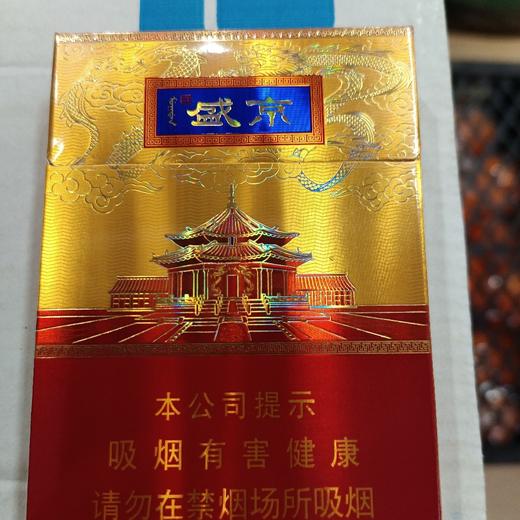 盛京
本公司提示
吸烟有害健康
请勿在禁烟场所吸烟